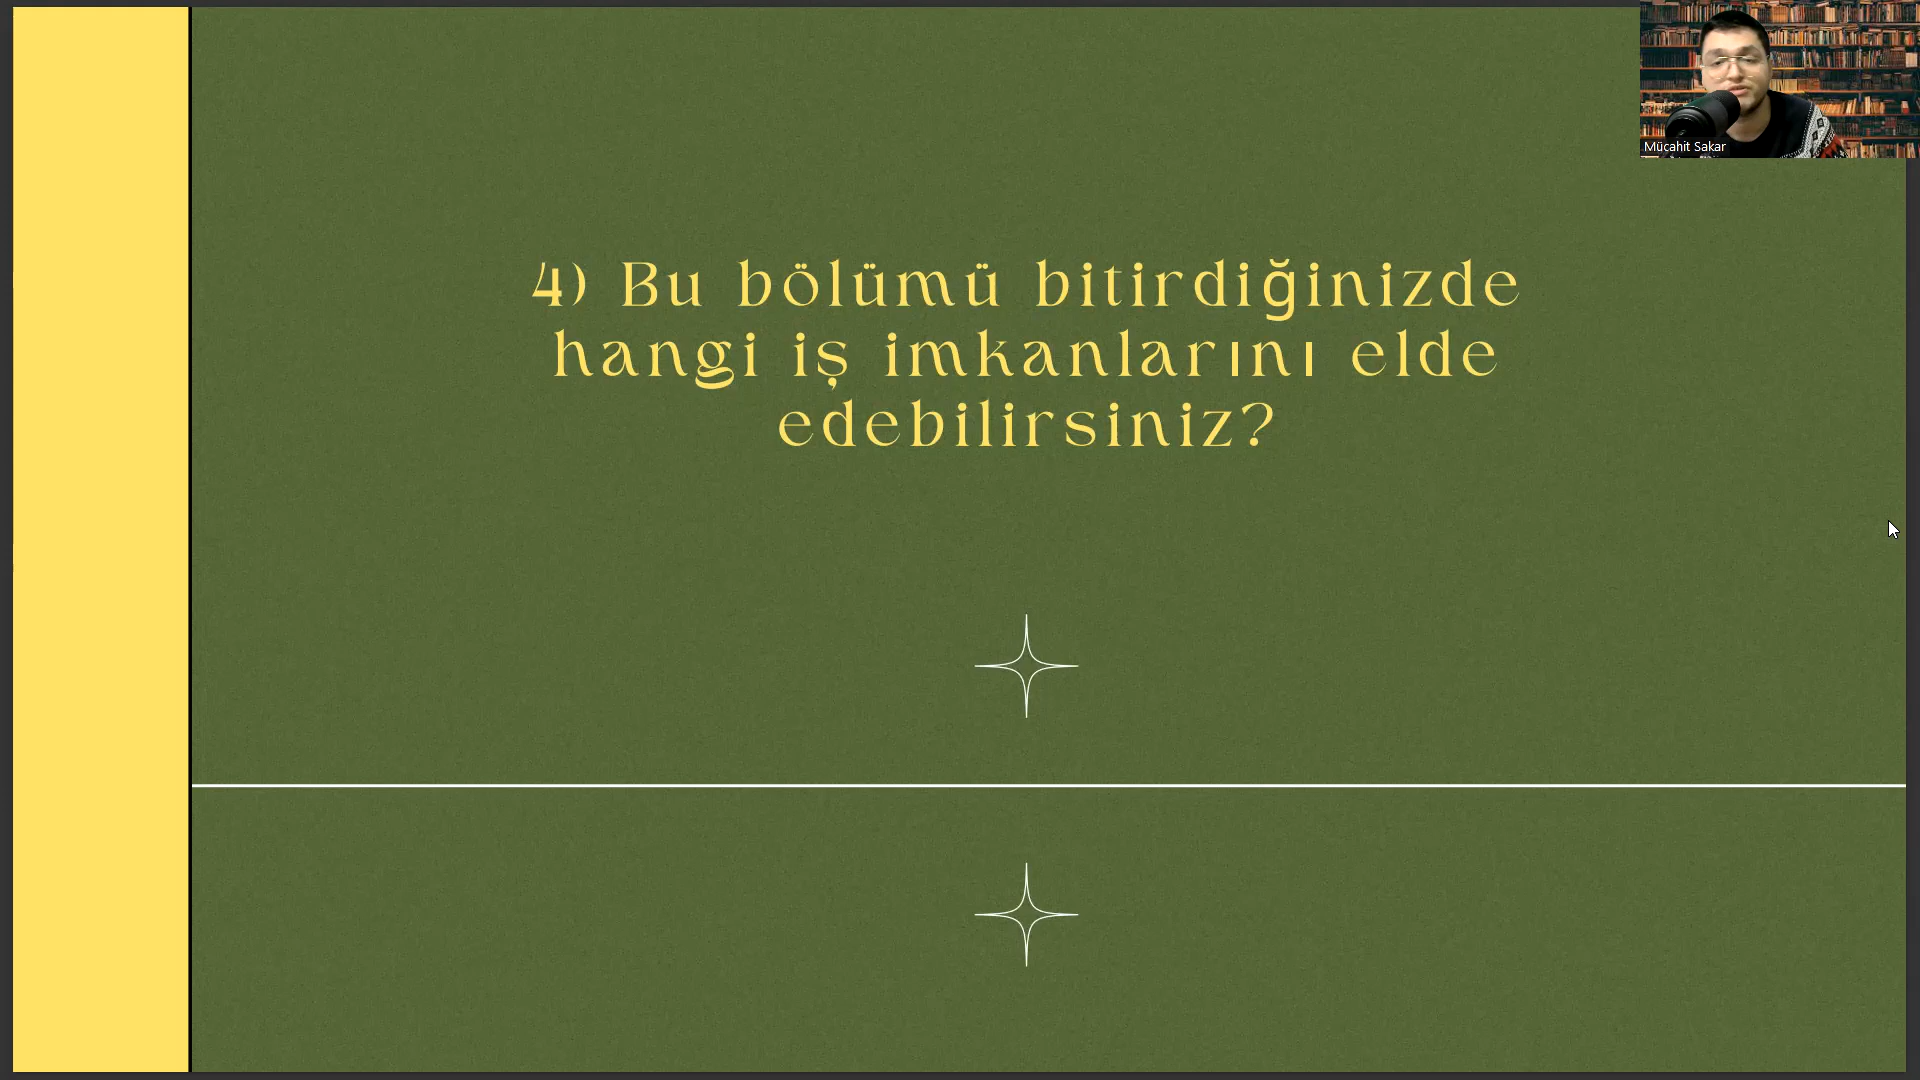 4) Bu bölümü bitirdiğinizde
hangi iş imkanlarını elde
edebilirsiniz?
Mücahit Sakar